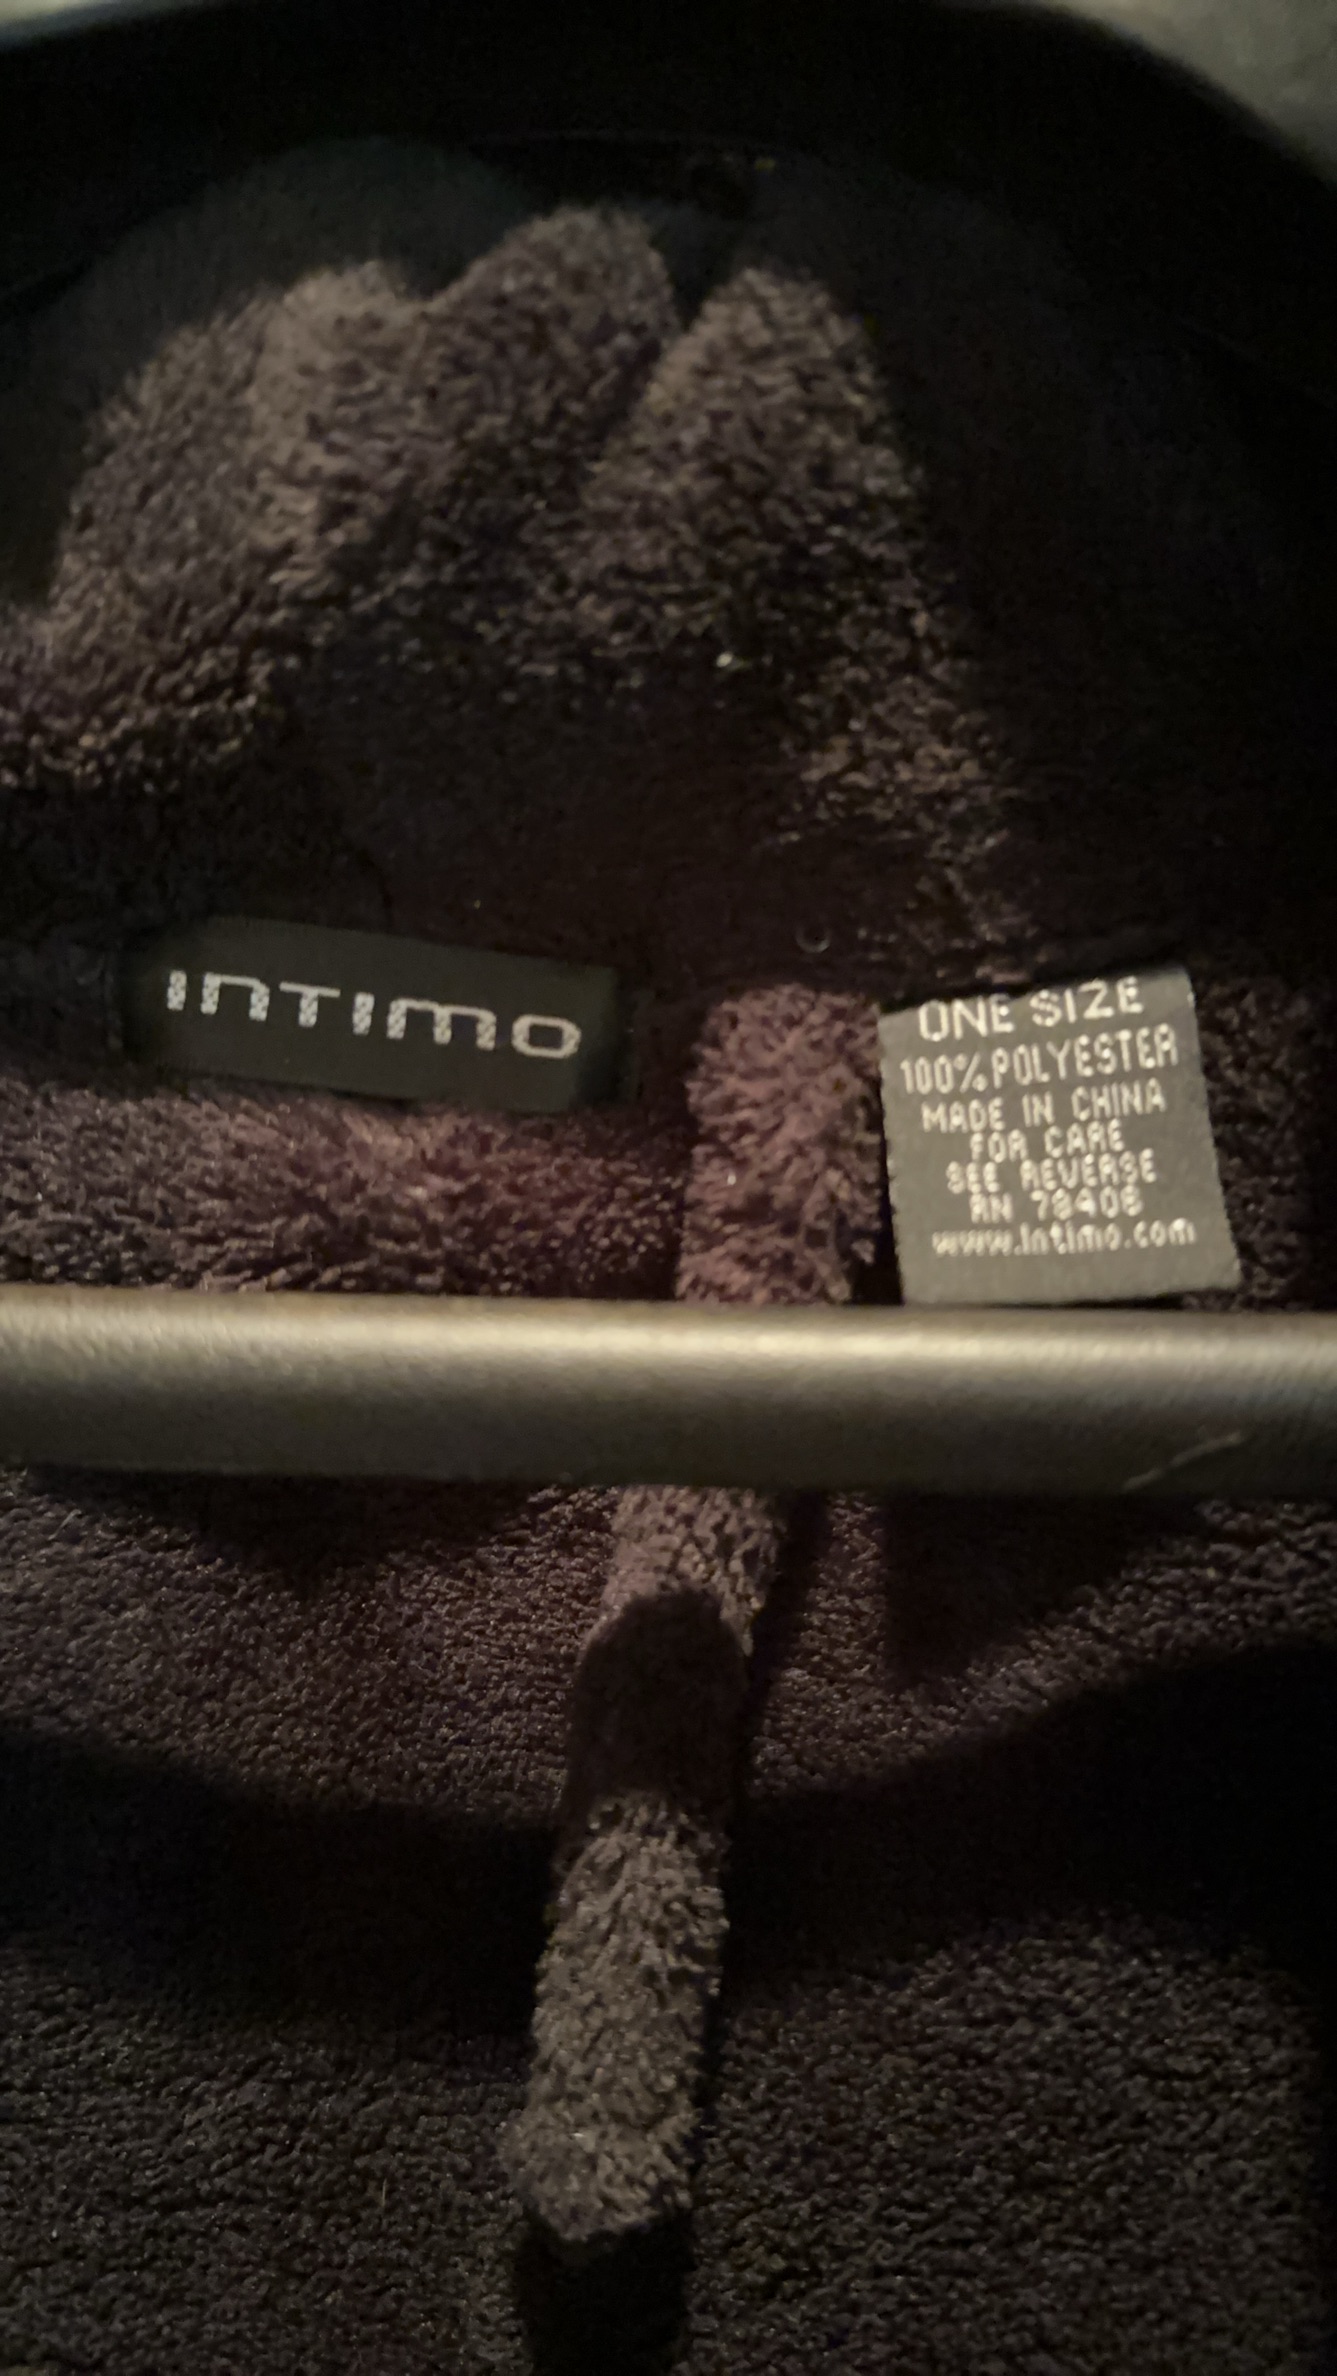 INTIMO
ONE SIZE
100% POLYESTER
MADE IN CHINA
FOR CARE
SEE REVERSE
RN 78408
www.intimo.com